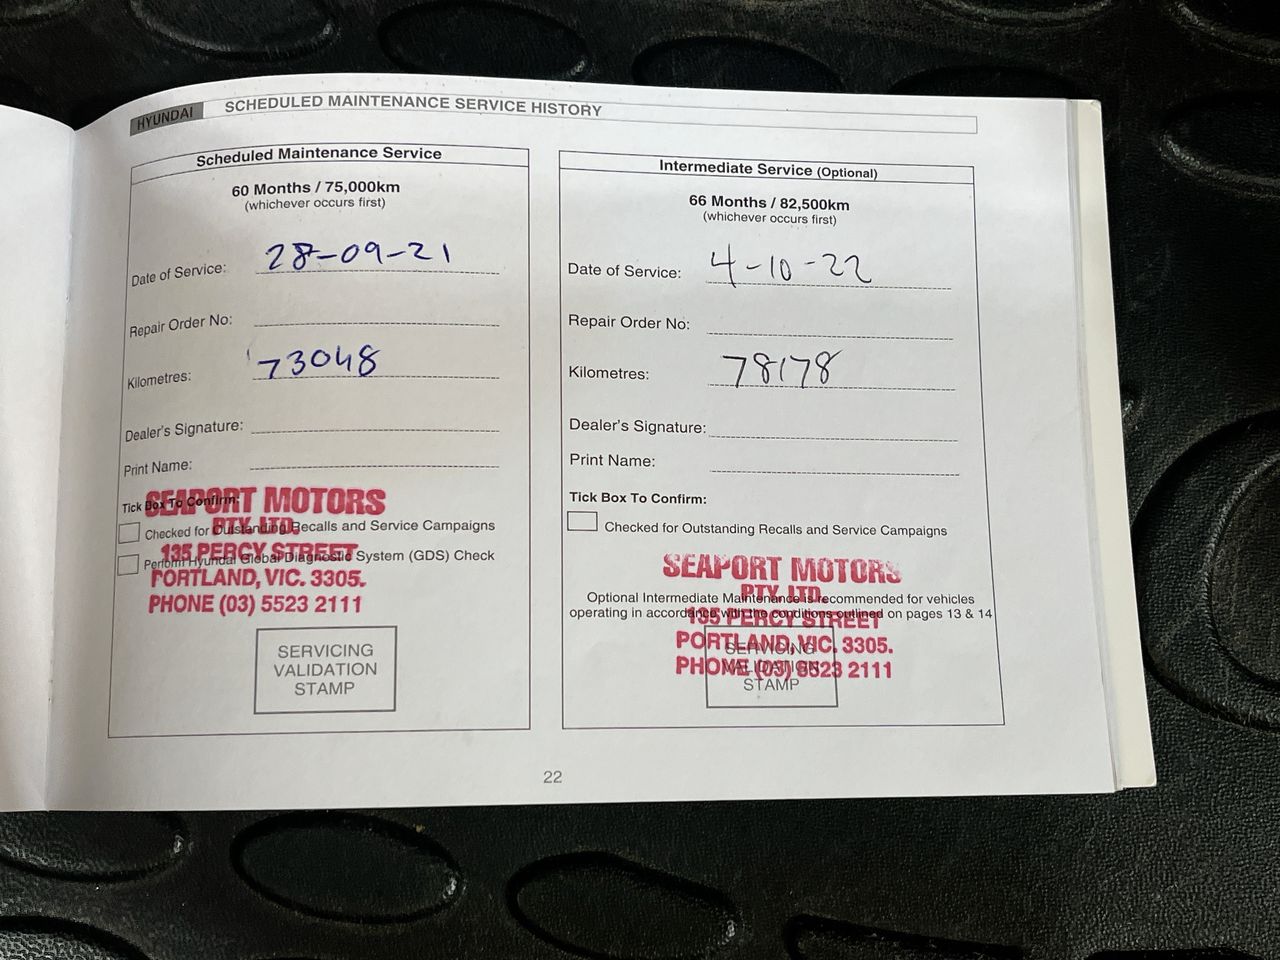 HYUNDAI SCHEDULED MAINTENANCE SERVICE HISTORY
Scheduled Maintenance Service
60 Months / 75,000km
(whichever occurs first)
Date of Service: 28-09-21
Repair Order No:
Kilometres: 73048
Dealer's Signature:
Print Name:
Tick Box To Confirm:
Checked for Outstanding Recalls and Service Campaigns
Perform Hyundai Global Diagnostic System (GDS) Check
SEAPORT MOTORS
PTY. LTD.
135 PERCY STREET
PORTLAND, VIC. 3305.
PHONE (03) 5523 2111
SERVICING
VALIDATION
STAMP
Intermediate Service (Optional)
66 Months / 82,500km
(whichever occurs first)
Date of Service: 4-10-22
Repair Order No:
Kilometres: 78178
Dealer's Signature:
Print Name:
Tick Box To Confirm:
Checked for Outstanding Recalls and Service Campaigns
Optional Intermediate Maintenance is recommended for vehicles
operating in accordance with the conditions outlined on pages 13 & 14
SEAPORT MOTORS
PTY. LTD.
135 PERCY STREET
PORTLAND, VIC. 3305.
PHONE (03) 5523 2111
SERVICING
VALIDATION
STAMP
22